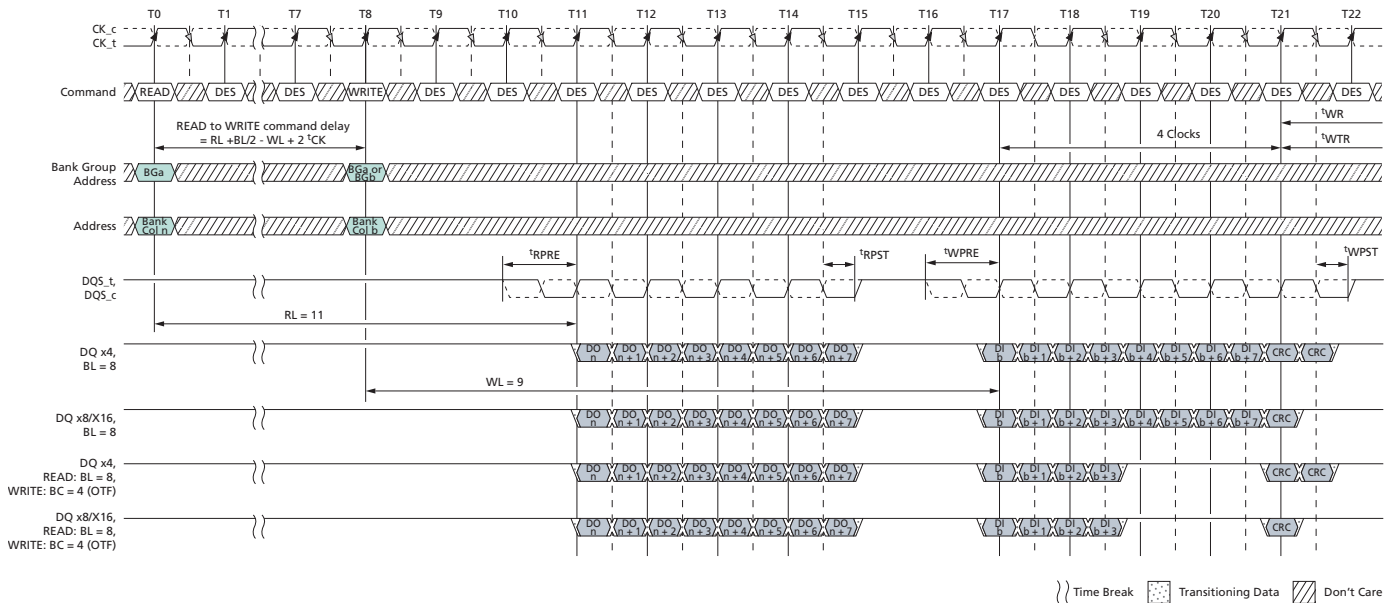 T0 T1 T7 T8 T9 T10 T11 T12 T13 T14 T15 T16 T17 T18 T19 T20 T21 T22
CK_c
CK_t
Command READ DES DES WRITE DES DES DES DES DES DES DES DES DES DES DES DES DES DES
READ to WRITE command delay
= RL +BL/2 - WL + 2 tCK
4 Clocks
tWR
tWTR
Bank Group
Address
BGa
BGa or
BGb
Address
Bank
Col n
Bank
Col b
tRPRE tRPST tWPRE tWPST
DQS_t,
DQS_c
RL = 11
DQ x4,
BL = 8
DO DO DO DO DO DO DO DO DI DI DI DI DI DI DI DI
n n + 1 n + 2 n + 3 n + 4 n + 5 n + 6 n + 7 b b + 1 b + 2 b + 3 b + 4 b + 5 b + 6 b + 7 CRC CRC
WL = 9
DQ x8/X16,
BL = 8
DO DO DO DO DO DO DO DO DI DI DI DI DI DI DI DI
n n + 1 n + 2 n + 3 n + 4 n + 5 n + 6 n + 7 b b + 1 b + 2 b + 3 b + 4 b + 5 b + 6 b + 7 CRC
DQ x4,
READ: BL = 8,
WRITE: BC = 4 (OTF)
DO DO DO DO DO DO DO DO DI DI DI DI
n n + 1 n + 2 n + 3 n + 4 n + 5 n + 6 n + 7 b b + 1 b + 2 b + 3 CRC CRC
DQ x8/X16,
READ: BL = 8,
WRITE: BC = 4 (OTF)
DO DO DO DO DO DO DO DO DI DI DI DI
n n + 1 n + 2 n + 3 n + 4 n + 5 n + 6 n + 7 b b + 1 b + 2 b + 3 CRC
Time Break Transitioning Data Don't Care